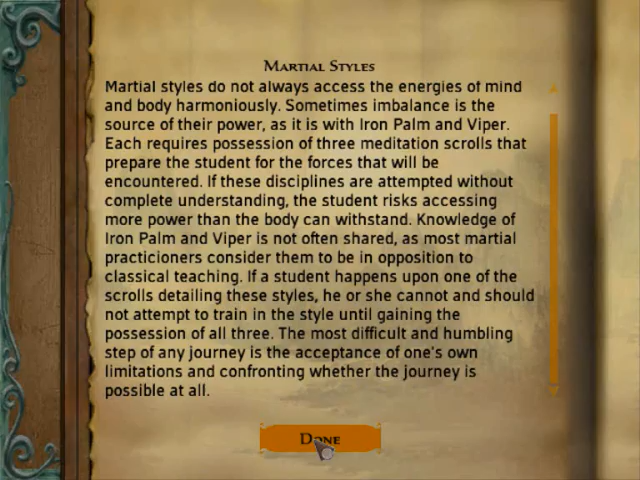 Martial Styles
Martial styles do not always access the energies of mind
and body harmoniously. Sometimes imbalance is the
source of their power, as it is with Iron Palm and Viper.
Each requires possession of three meditation scrolls that
prepare the student for the forces that will be
encountered. If these disciplines are attempted without
complete understanding, the student risks accessing
more power than the body can withstand. Knowledge of
Iron Palm and Viper is not often shared, as most martial
practicioners consider them to be in opposition to
classical teaching. If a student happens upon one of the
scrolls detailing these styles, he or she cannot and should
not attempt to train in the style until gaining the
possession of all three. The most difficult and humbling
step of any journey is the acceptance of one's own
limitations and confronting whether the journey is
possible at all.
Done